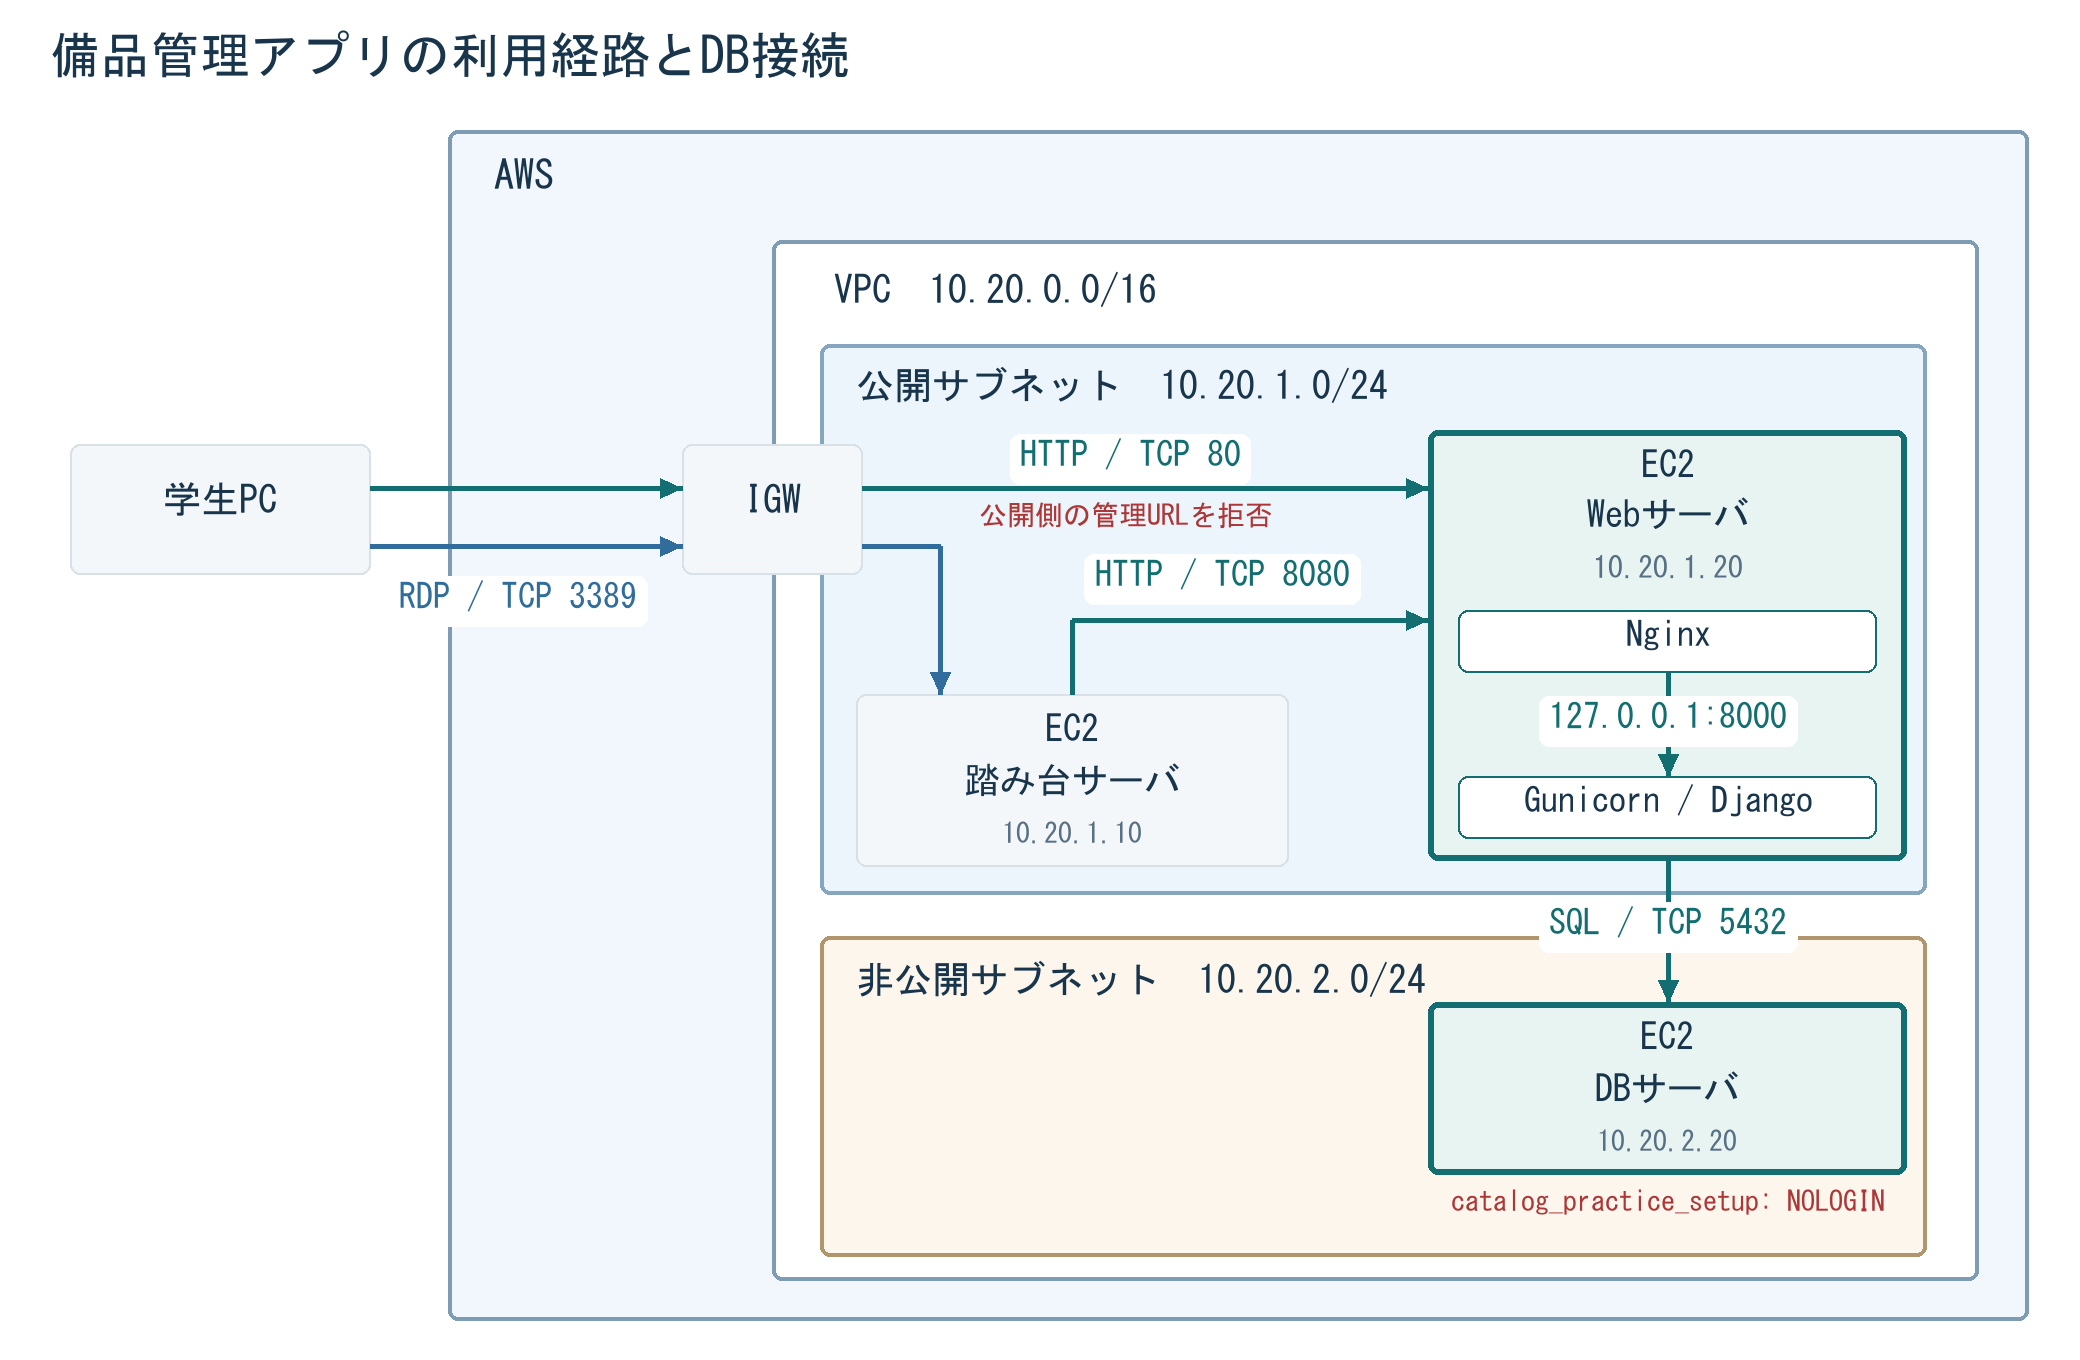 備品管理アプリの利用経路とDB接続
AWS
VPC 10.20.0.0/16
公開サブネット 10.20.1.0/24
学生PC
IGW
HTTP / TCP 80
公開側の管理URLを拒否
RDP / TCP 3389
HTTP / TCP 8080
EC2
Webサーバ
10.20.1.20
Nginx
127.0.0.1:8000
Gunicorn / Django
EC2
踏み台サーバ
10.20.1.10
SQL / TCP 5432
非公開サブネット 10.20.2.0/24
EC2
DBサーバ
10.20.2.20
catalog_practice_setup: NOLOGIN